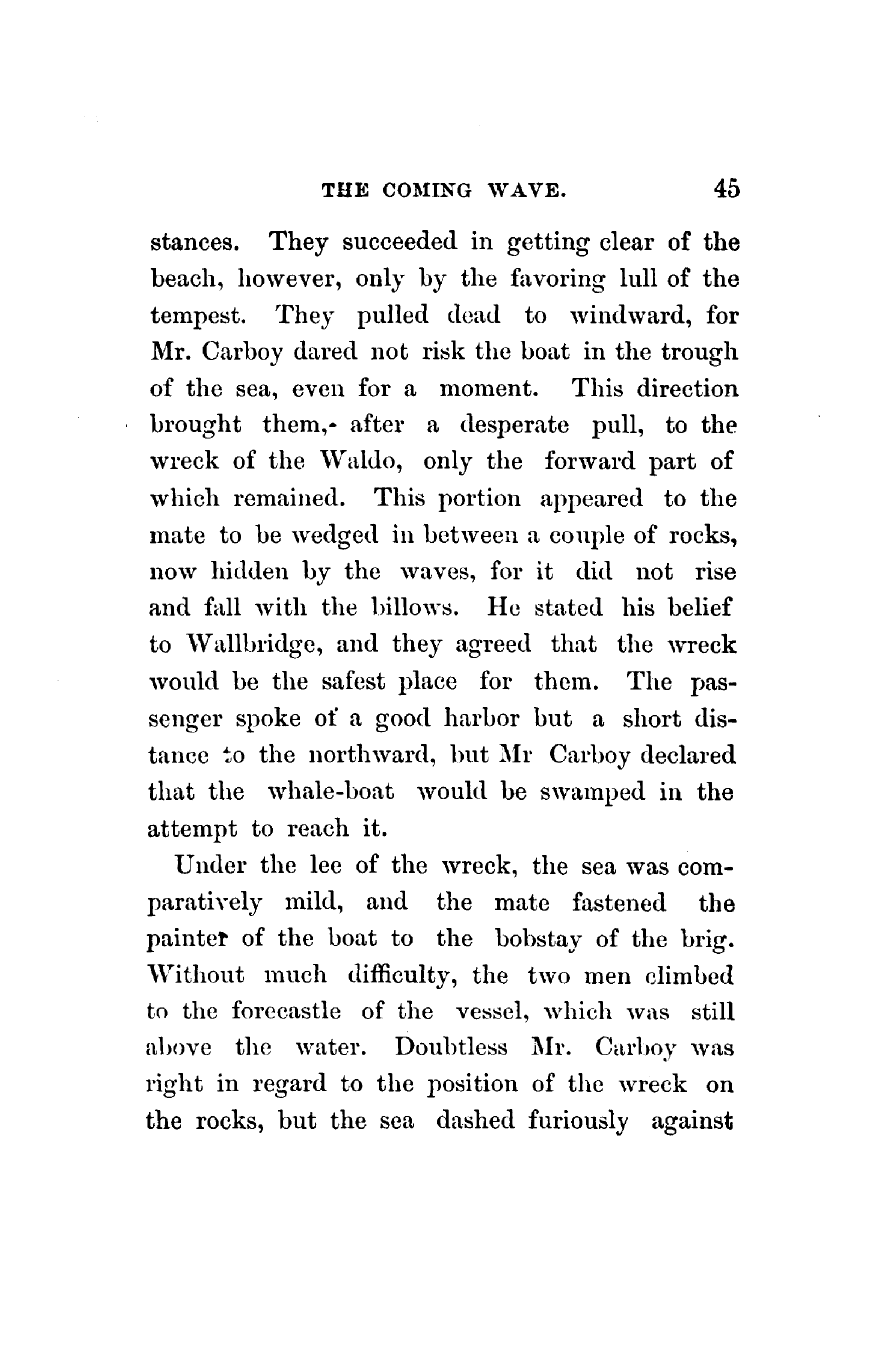 THE COMING WAVE. 45
stances. They succeeded in getting clear of the
beach, however, only by the favoring lull of the
tempest. They pulled dead to windward, for
Mr. Carboy dared not risk the boat in the trough
of the sea, even for a moment. This direction
brought them, after a desperate pull, to the
wreck of the Waldo, only the forward part of
which remained. This portion appeared to the
mate to be wedged in between a couple of rocks,
now hidden by the waves, for it did not rise
and fall with the billows. He stated his belief
to Wallbridge, and they agreed that the wreck
would be the safest place for them. The pas-
senger spoke of a good harbor but a short dis-
tance to the northward, but Mr Carboy declared
that the whale-boat would be swamped in the
attempt to reach it.
Under the lee of the wreck, the sea was com-
paratively mild, and the mate fastened the
painter of the boat to the bobstay of the brig.
Without much difficulty, the two men climbed
to the forecastle of the vessel, which was still
above the water. Doubtless Mr. Carboy was
right in regard to the position of the wreck on
the rocks, but the sea dashed furiously against